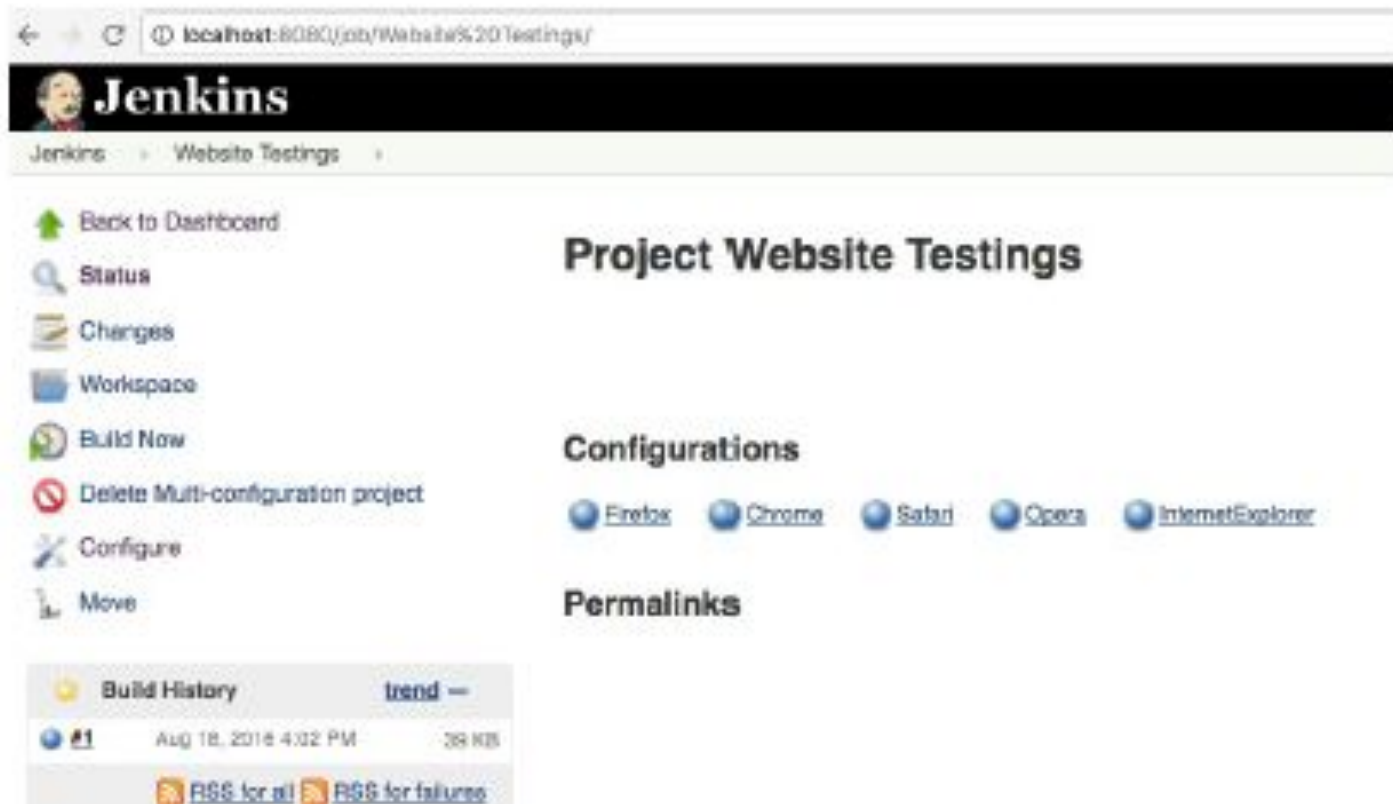 localhost:8080/job/Website%20Testings/
Jenkins
Jenkins Website Testings
Back to Dashboard
Status
Changes
Workspace
Build Now
Delete Multi-configuration project
Configure
Move
Project Website Testings
Configurations
Firefox Chrome Safari Opera InternetExplorer
Permalinks
Build History trend —
#1 Aug 18, 2016 4:02 PM 39 KB
RSS for all RSS for failures